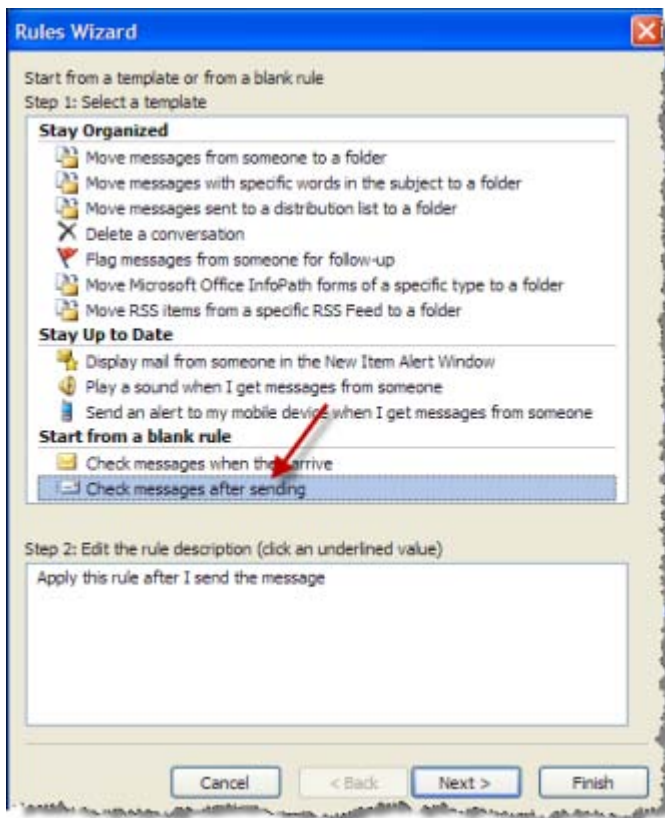 Rules Wizard
Start from a template or from a blank rule
Step 1: Select a template
Stay Organized
Move messages from someone to a folder
Move messages with specific words in the subject to a folder
Move messages sent to a distribution list to a folder
Delete a conversation
Flag messages from someone for follow-up
Move Microsoft Office InfoPath forms of a specific type to a folder
Move RSS items from a specific RSS Feed to a folder
Stay Up to Date
Display mail from someone in the New Item Alert Window
Play a sound when I get messages from someone
Send an alert to my mobile device when I get messages from someone
Start from a blank rule
Check messages when they arrive
Check messages after sending
Step 2: Edit the rule description (click an underlined value)
Apply this rule after I send the message
Cancel < Back Next > Finish